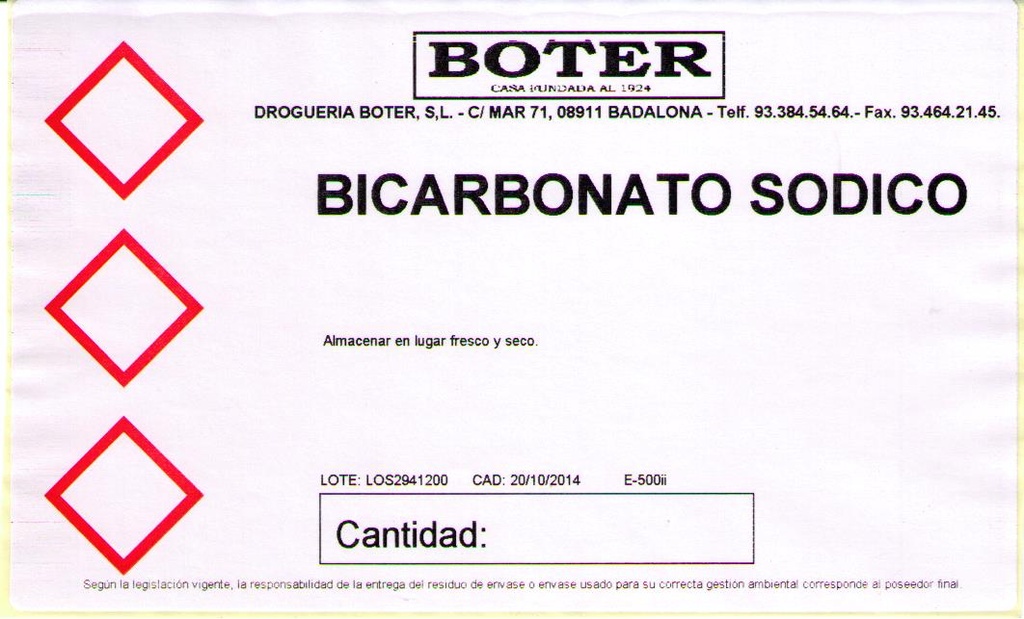 BOTER
CASA FUNDADA AL 1924
DROGUERIA BOTER, S,L. - C/ MAR 71, 08911 BADALONA - Telf. 93.384.54.64.- Fax. 93.464.21.45.
BICARBONATO SODICO
Almacenar en lugar fresco y seco.
LOTE: LOS2941200 CAD: 20/10/2014 E-500ii
Cantidad:
Según la legislación vigente, la responsabilidad de la entrega del residuo de envase o envase usado para su correcta gestión ambiental corresponde al poseedor final.